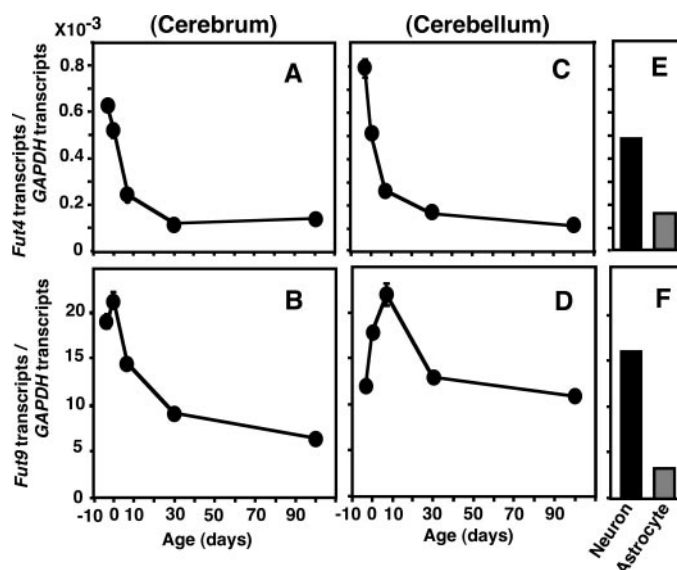 (Cerebrum) (Cerebellum)
X10-3
A C E
Fut4 transcripts /
GAPDH transcripts
0.8
0.6
0.4
0.2
0
B D F
Fut9 transcripts /
GAPDH transcripts
20
15
10
5
0
-10 0 10 30 50 70 90 -10 0 10 30 50 70 90
Age (days) Age (days)
Neuron
Astrocyte